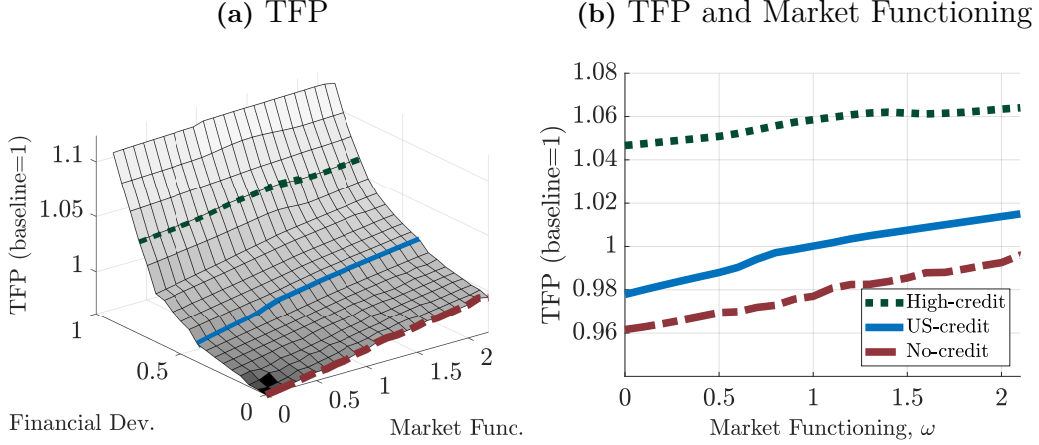 (a) TFP
TFP (baseline=1)
1.1
1.05
1
1
0.5
0
Financial Dev.
0
0.5
1
1.5
2
Market Func.
(b) TFP and Market Functioning
TFP (baseline=1)
1.08
1.06
1.04
1.02
1
0.98
0.96
High-credit
US-credit
No-credit
0
0.5
1
1.5
2
Market Functioning, ω